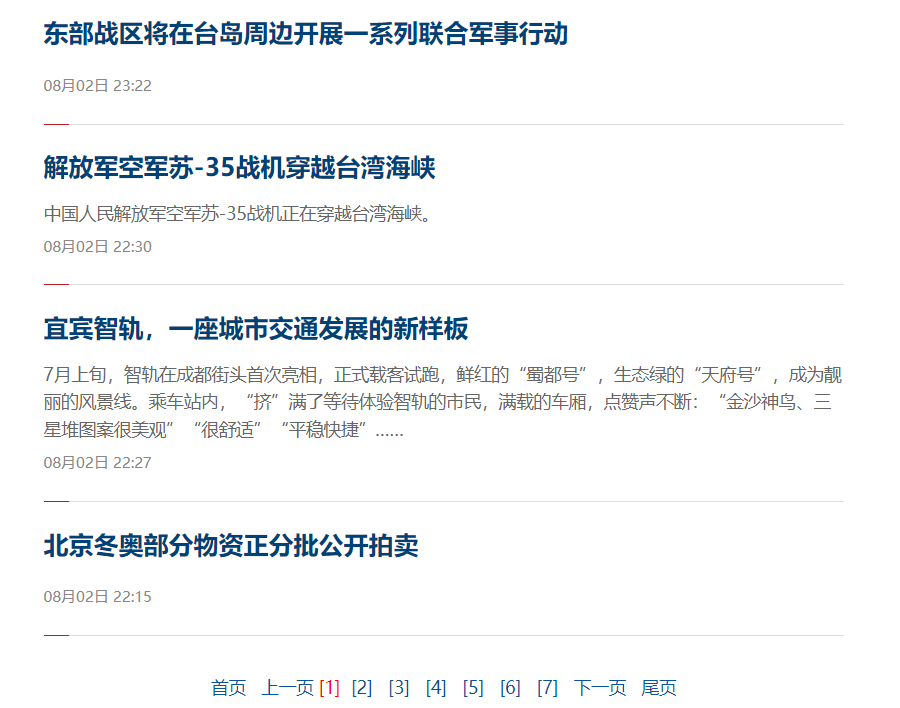 东部战区将在台岛周边开展一系列联合军事行动
08月02日 23:22
解放军空军苏-35战机穿越台湾海峡
中国人民解放军空军苏-35战机正在穿越台湾海峡。
08月02日 22:30
宜宾智轨，一座城市交通发展的新样板
7月上旬，智轨在成都街头首次亮相，正式载客试跑，鲜红的“蜀都号”，生态绿的“天府号”，成为靓
丽的风景线。乘车站内，“挤”满了等待体验智轨的市民，满载的车厢，点赞声不断：“金沙神鸟、三
星堆图案很美观”“很舒适”“平稳快捷”……
08月02日 22:27
北京冬奥部分物资正分批公开拍卖
08月02日 22:15
首页 上一页 [1] [2] [3] [4] [5] [6] [7] 下一页 尾页